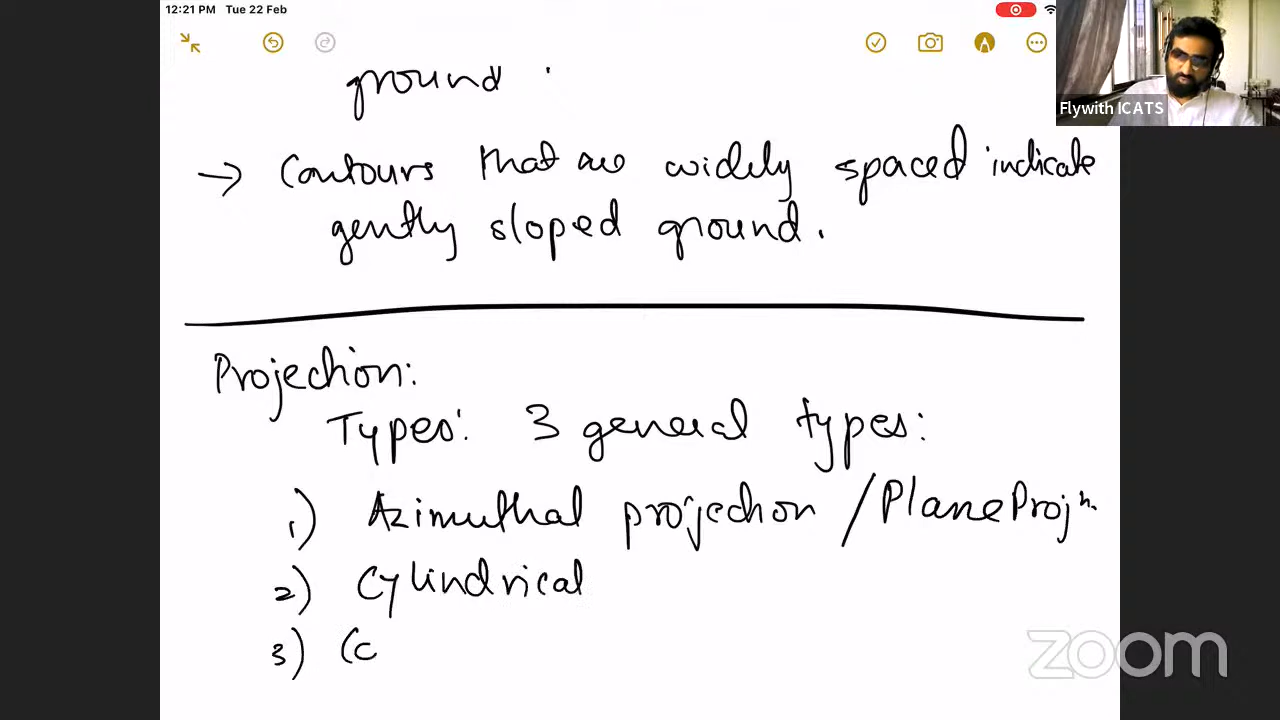 12:21 PM Tue 22 Feb
Flywith ICATS
ground.
→ Contours that are widely spaced indicate
gently sloped ground.
Projection:
Types: 3 general types:
1) Azimuthal projection / Plane Projn.
2) Cylindrical
3) Co
zoom